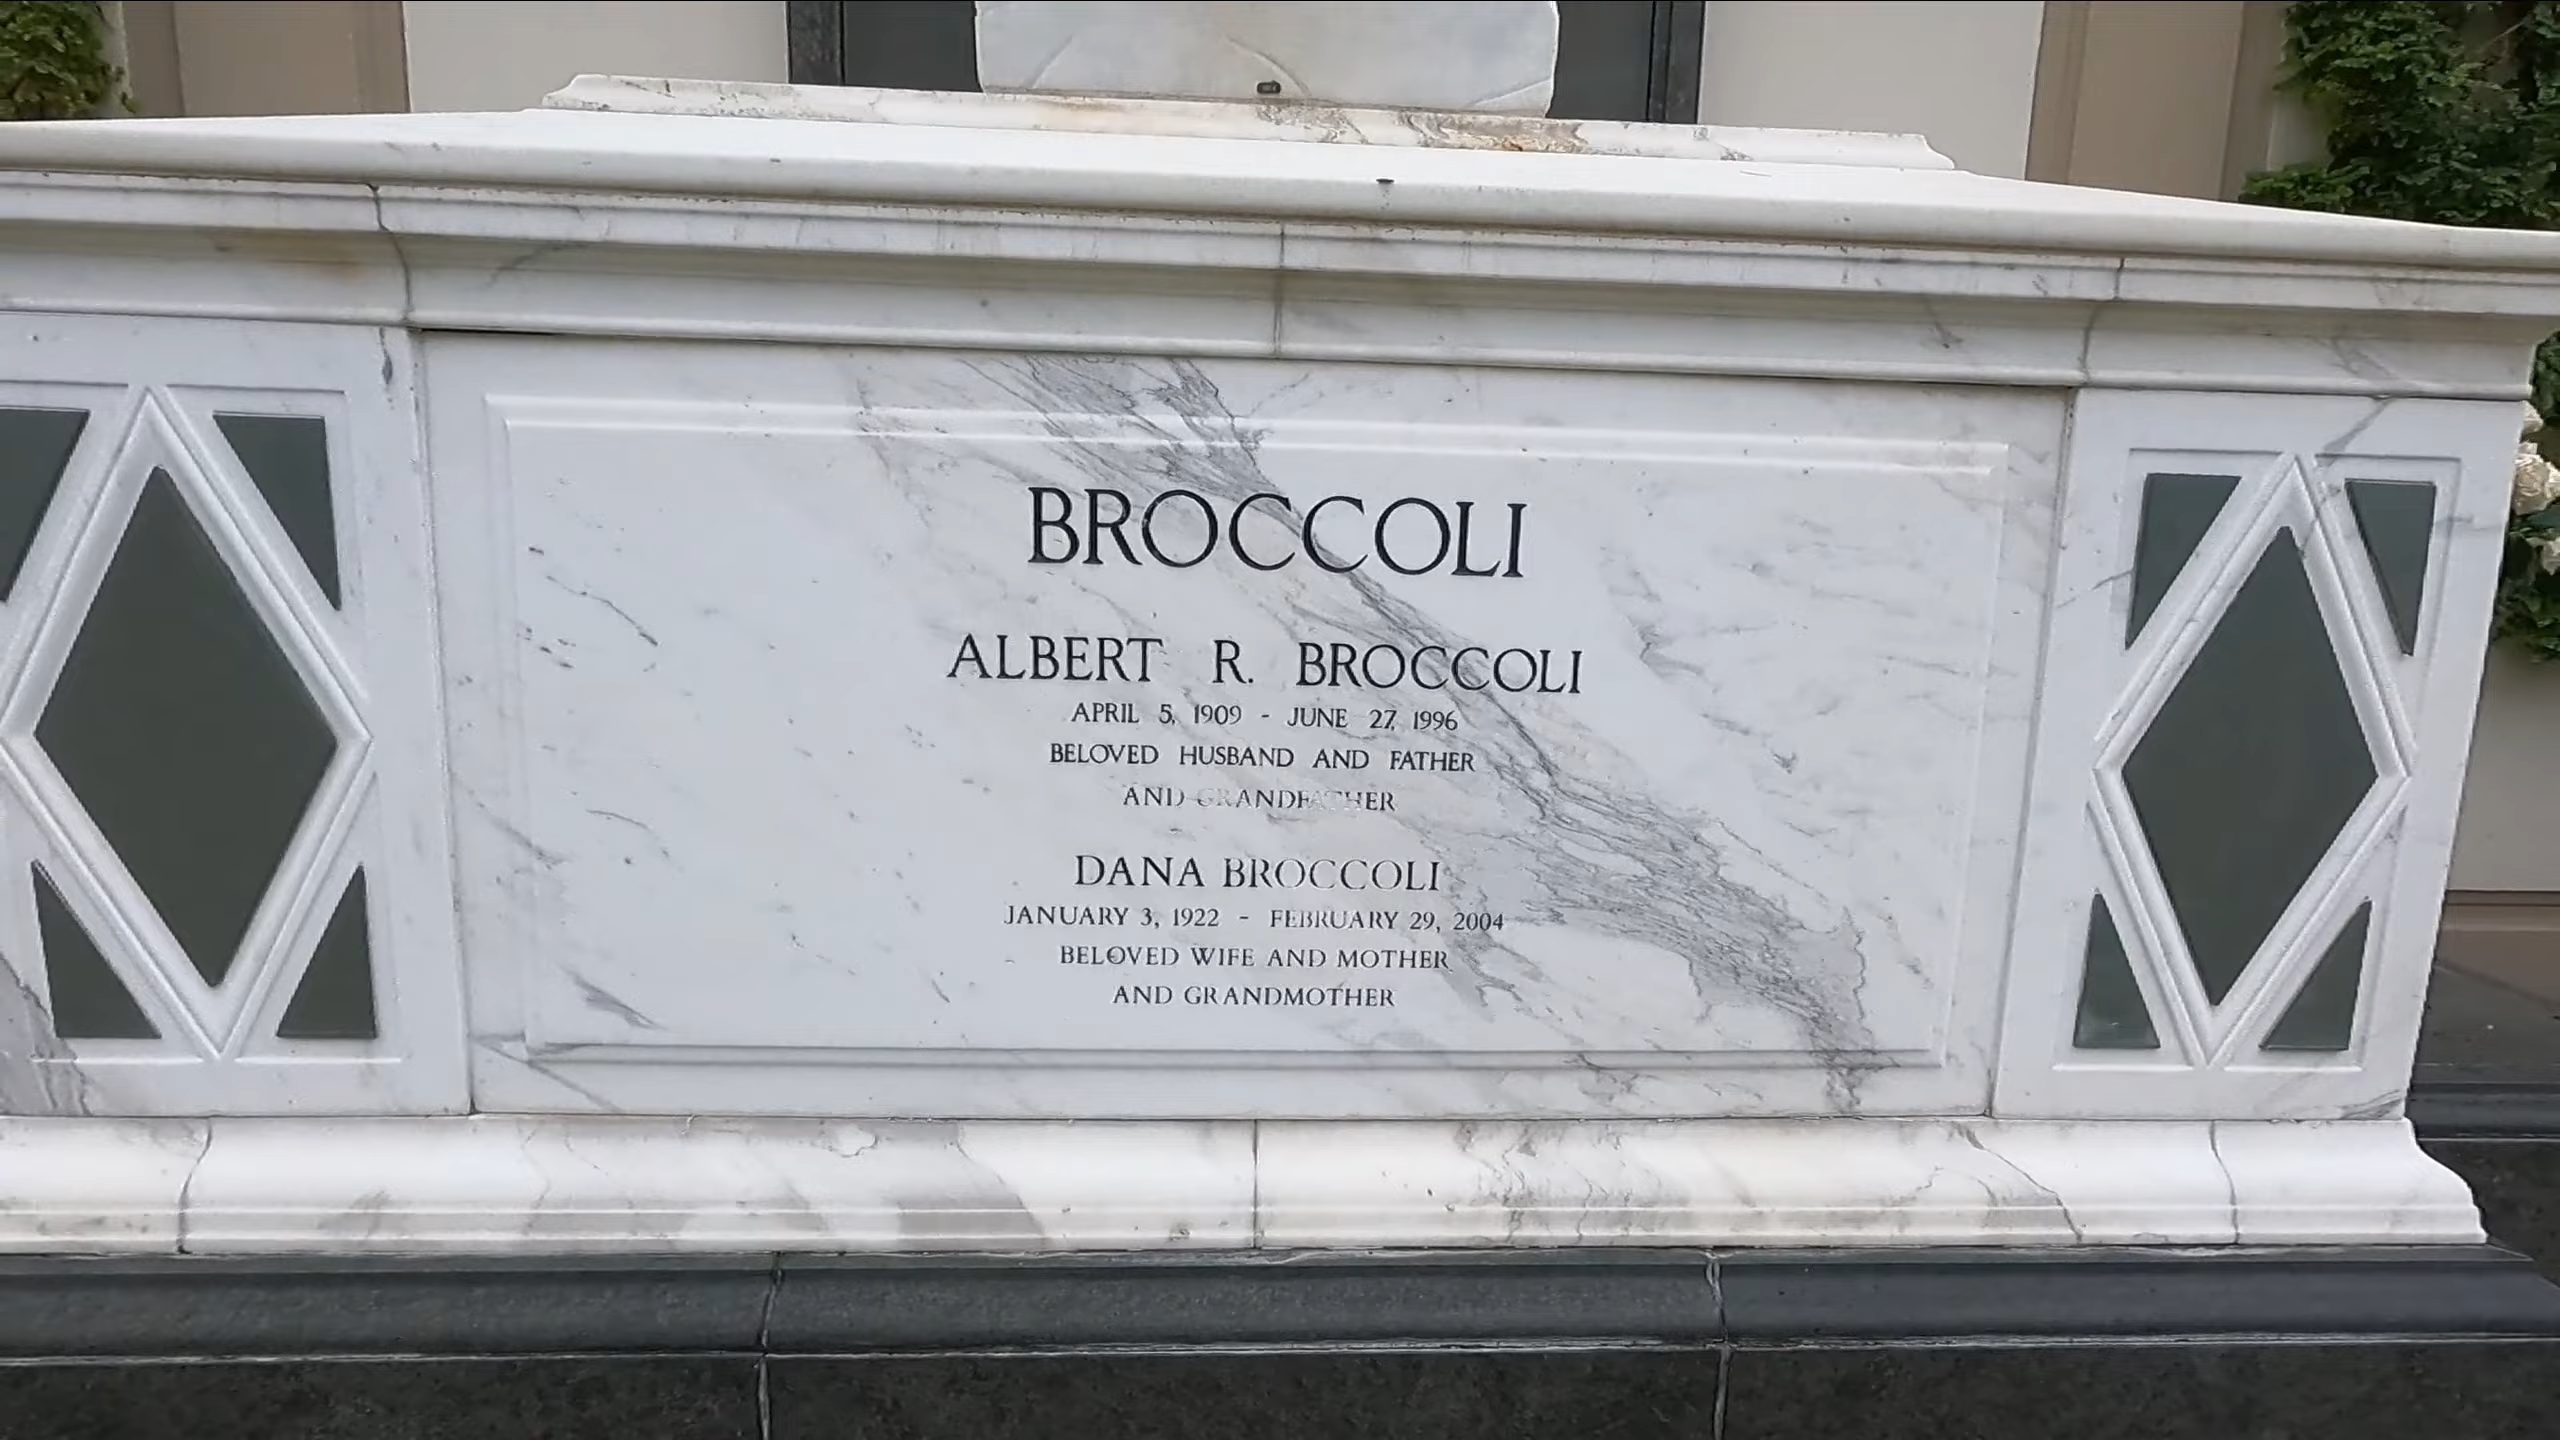 BROCCOLI
ALBERT R. BROCCOLI
APRIL 5, 1909 - JUNE 27, 1996
BELOVED HUSBAND AND FATHER
AND GRANDFATHER
DANA BROCCOLI
JANUARY 3, 1922 - FEBRUARY 29, 2004
BELOVED WIFE AND MOTHER
AND GRANDMOTHER